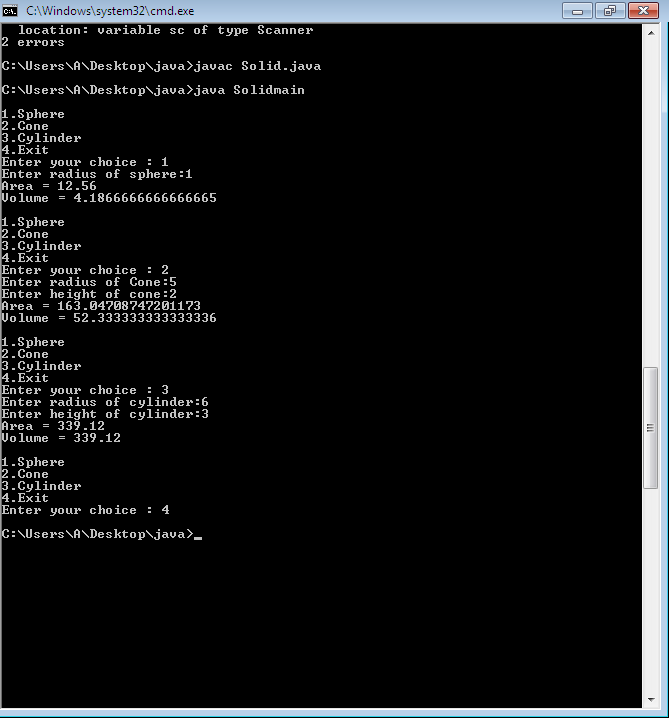 C:\Windows\system32\cmd.exe
location: variable sc of type Scanner
2 errors
C:\Users\A\Desktop\java>javac Solid.java
C:\Users\A\Desktop\java>java Solidmain
1.Sphere
2.Cone
3.Cylinder
4.Exit
Enter your choice : 1
Enter radius of sphere:1
Area = 12.56
Volume = 4.1866666666666665
1.Sphere
2.Cone
3.Cylinder
4.Exit
Enter your choice : 2
Enter radius of Cone:5
Enter height of cone:2
Area = 163.04708747201173
Volume = 52.333333333333336
1.Sphere
2.Cone
3.Cylinder
4.Exit
Enter your choice : 3
Enter radius of cylinder:6
Enter height of cylinder:3
Area = 339.12
Volume = 339.12
1.Sphere
2.Cone
3.Cylinder
4.Exit
Enter your choice : 4
C:\Users\A\Desktop\java>_